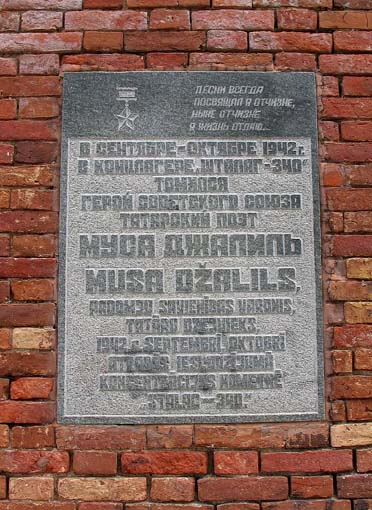 ПЕСНИ ВСЕГДА
ПОСВЯЩАЛ Я ОТЧИЗНЕ,
НЫНЕ ОТЧИЗНЕ
Я ЖИЗНЬ ОТДАЮ...
В СЕНТЯБРЕ-ОКТЯБРЕ 1942 г.
В КОНЦЛАГЕРЕ „ШТАЛАГ-340"
ТОМИЛСЯ
ГЕРОЙ СОВЕТСКОГО СОЮЗА
ТАТАРСКИЙ ПОЭТ
МУСА ДЖАЛИЛЬ
MUSA DŽALILS,
PADOMJU SAVIENĪBAS VARONIS,
TATĀRU DZEJNIEKS.
1942. g. SEPTEMBRĪ, OKTOBRĪ
ATRADĀS IESLODZĪJUMĀ
KONCENTRĀCIJAS NOMETNĒ
„STALAG-340."